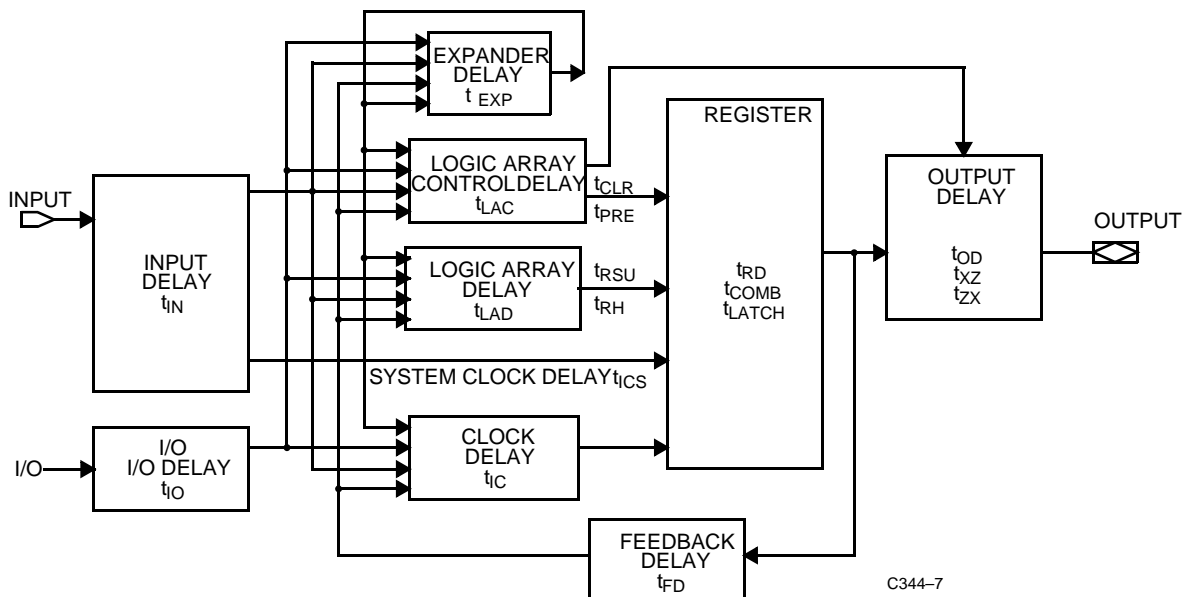 EXPANDER
DELAY
t EXP
REGISTER
LOGIC ARRAY
CONTROLDELAY
tLAC
tCLR
tPRE
OUTPUT
DELAY
tOD
tXZ
tZX
INPUT
OUTPUT
INPUT
DELAY
tIN
LOGIC ARRAY
DELAY
tLAD
tRSU
tRH
tRD
tCOMB
tLATCH
SYSTEM CLOCK DELAYtICS
I/O
I/O
I/O DELAY
tIO
CLOCK
DELAY
tIC
FEEDBACK
DELAY
tFD
C344–7